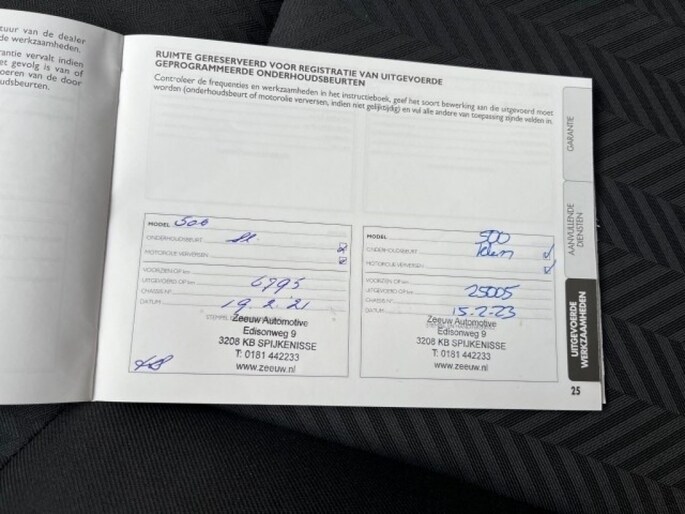 tuur van de dealer
de werkzaamheden.
rantie vervalt indien
et gevolg is van of
oeren van de door
udsbeurten.
RUIMTE GERESERVEERD VOOR REGISTRATIE VAN UITGEVOERDE
GEPROGRAMMEERDE ONDERHOUDSBEURTEN
Controleer de frequenties en werkzaamheden in het instructieboek, geef het soort bewerking aan die uitgevoerd moet
worden (onderhoudsbeurt of motorolie verversen, indien niet gelijktijdig) en vul alle andere van toepassing zijnde velden in.
MODEL 500
ONDERHOUDSBEURT
MOTOROLIE VERVERSEN
VOORZIEN OP km
UITGEVOERD OP km 6795
CHASSIS Nr.
DATUM 19.2.'21
Zeeuw Automotive
Edisonweg 9
3208 KB SPIJKENISSE
T: 0181 442233
www.zeeuw.nl
MODEL 500
ONDERHOUDSBEURT klein
MOTOROLIE VERVERSEN
VOORZIEN OP km
UITGEVOERD OP km 25005
CHASSIS Nr.
DATUM 15-2-23
Zeeuw Automotive
Edisonweg 9
3208 KB SPIJKENISSE
T: 0181 442233
www.zeeuw.nl
GARANTIE
AANVULLENDE
DIENSTEN
UITGEVOERDE
WERKZAAMHEDEN
25